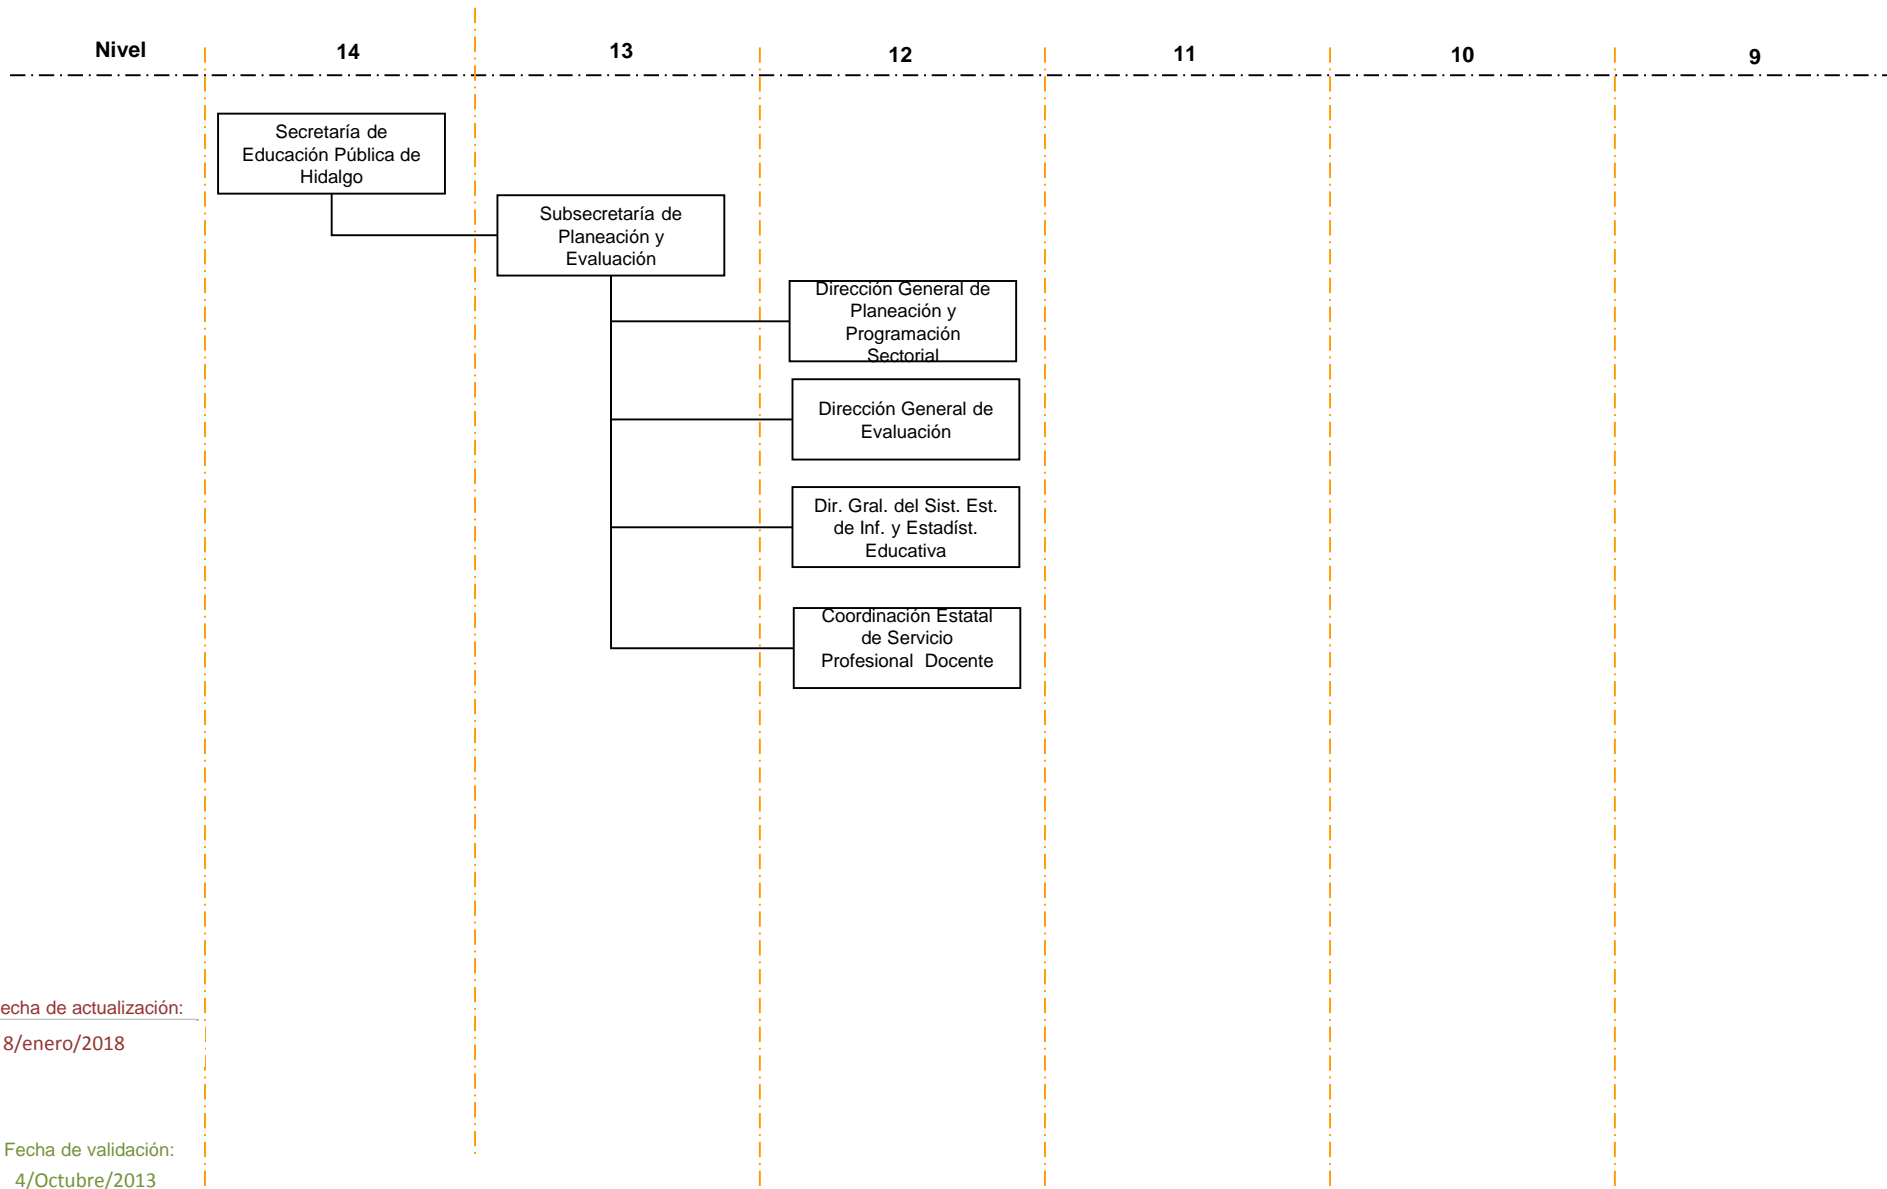 Nivel 14 13 12 11 10 9
Secretaría de
Educación Pública de
Hidalgo
Subsecretaría de
Planeación y
Evaluación
Dirección General de
Planeación y
Programación
Sectorial
Dirección General de
Evaluación
Dir. Gral. del Sist. Est.
de Inf. y Estadíst.
Educativa
Coordinación Estatal
de Servicio
Profesional Docente
echa de actualización:
8/enero/2018
Fecha de validación:
4/Octubre/2013